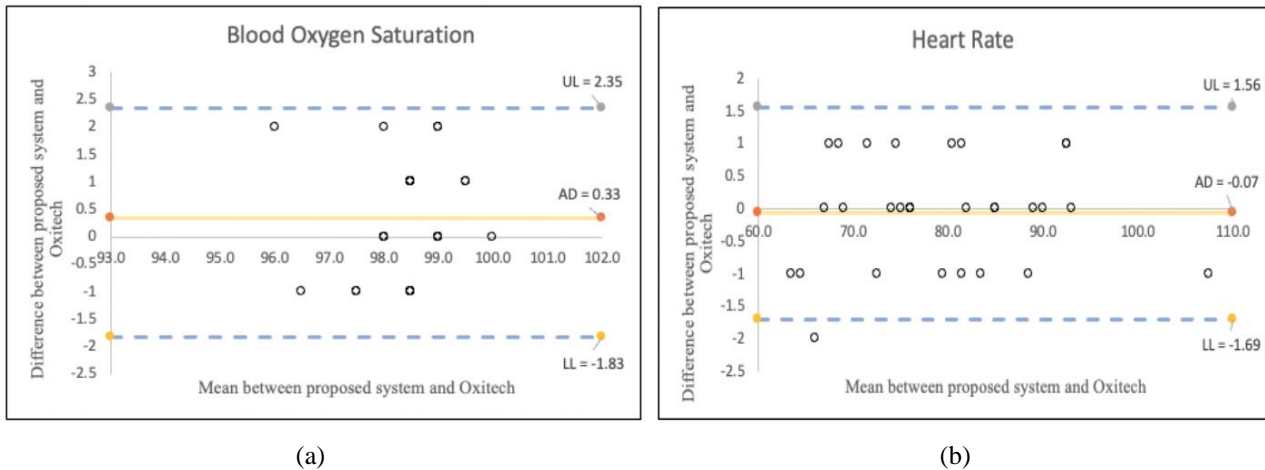 Blood Oxygen Saturation
Difference between proposed system and
Oxitech
3
2.5
2
1.5
1
0.5
0
-0.5
-1
-1.5
-2
-2.5
93.0 94.0 95.0 96.0 97.0 98.0 99.0 100.0 101.0 102.0
UL = 2.35
AD = 0.33
LL = -1.83
Mean between proposed system and Oxitech
(a)
Heart Rate
Difference between proposed system and
Oxitech
2
1.5
1
0.5
0
-0.5
-1
-1.5
-2
-2.5
60.0 70.0 80.0 90.0 100.0 110.0
UL = 1.56
AD = -0.07
LL = -1.69
Mean between proposed system and Oxitech
(b)